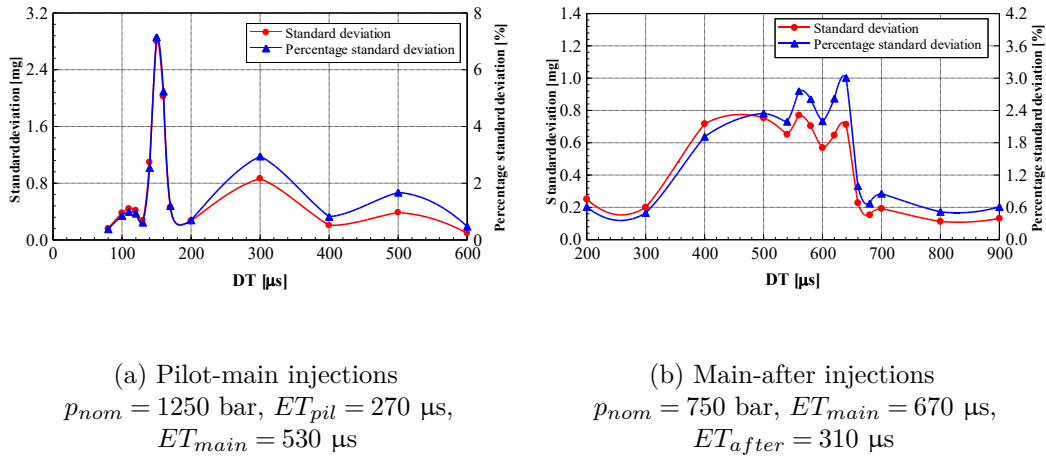 3.2
2.4
1.6
0.8
0.0
Standard deviation [mg]
0
100
200
300
400
500
600
DT [µs]
8
6
4
2
0
Percentage standard deviation [%]
Standard deviation
Percentage standard deviation
1.4
1.2
1.0
0.8
0.6
0.4
0.2
0.0
Standard deviation [mg]
200
300
400
500
600
700
800
900
DT [µs]
4.2
3.6
3.0
2.4
1.8
1.2
0.6
0.0
Percentage standard deviation [%]
Standard deviation
Percentage standard deviation
(a) Pilot-main injections
p_nom = 1250 bar, ET_pil = 270 µs,
ET_main = 530 µs
(b) Main-after injections
p_nom = 750 bar, ET_main = 670 µs,
ET_after = 310 µs